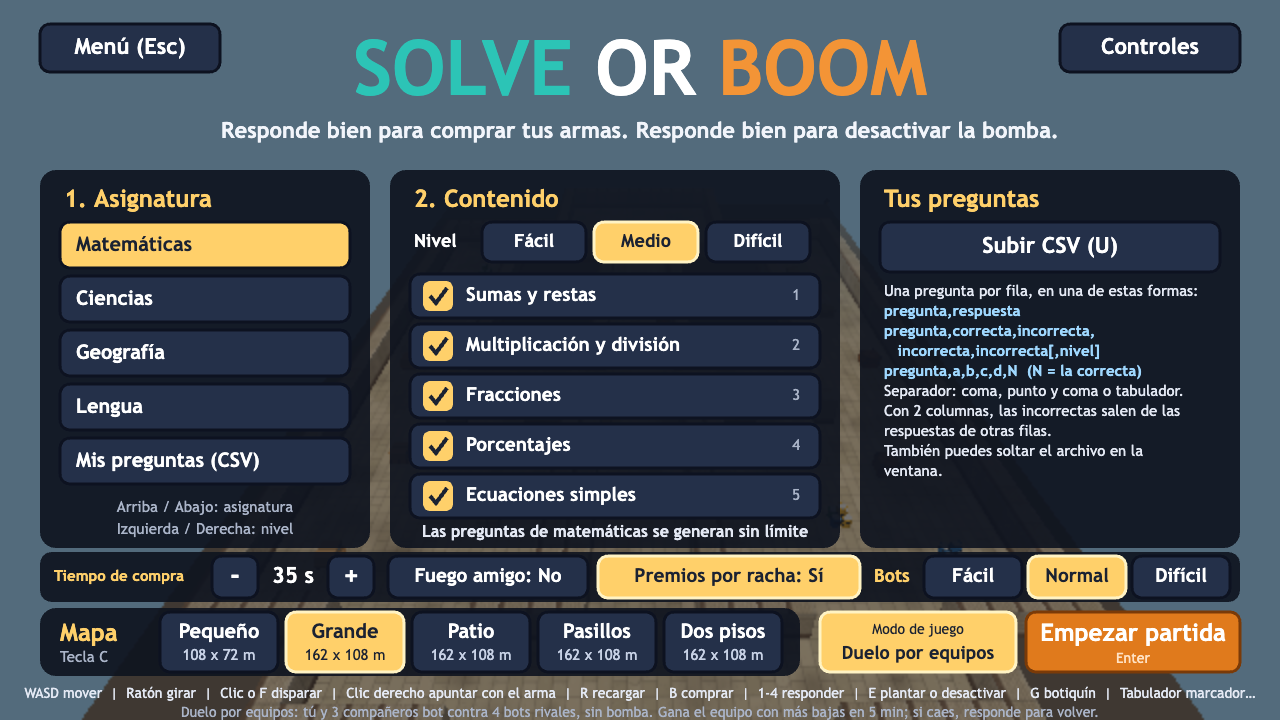 Menú (Esc)
SOLVE OR BOOM
Controles
Responde bien para comprar tus armas. Responde bien para desactivar la bomba.
1. Asignatura
Matemáticas
Ciencias
Geografía
Lengua
Mis preguntas (CSV)
Arriba / Abajo: asignatura
Izquierda / Derecha: nivel
2. Contenido
Nivel Fácil Medio Difícil
Sumas y restas 1
Multiplicación y división 2
Fracciones 3
Porcentajes 4
Ecuaciones simples 5
Las preguntas de matemáticas se generan sin límite
Tus preguntas
Subir CSV (U)
Una pregunta por fila, en una de estas formas:
pregunta,respuesta
pregunta,correcta,incorrecta,
incorrecta,incorrecta[,nivel]
pregunta,a,b,c,d,N (N = la correcta)
Separador: coma, punto y coma o tabulador.
Con 2 columnas, las incorrectas salen de las
respuestas de otras filas.
También puedes soltar el archivo en la
ventana.
Tiempo de compra - 35 s + Fuego amigo: No Premios por racha: Sí Bots Fácil Normal Difícil
Mapa
Tecla C
Pequeño
108 x 72 m
Grande
162 x 108 m
Patio
162 x 108 m
Pasillos
162 x 108 m
Dos pisos
162 x 108 m
Modo de juego
Duelo por equipos
Empezar partida
Enter
WASD mover | Ratón girar | Clic o F disparar | Clic derecho apuntar con el arma | R recargar | B comprar | 1-4 responder | E plantar o desactivar | G botiquín | Tabulador marcador...
Duelo por equipos: tú y 3 compañeros bot contra 4 bots rivales, sin bomba. Gana el equipo con más bajas en 5 min; si caes, responde para volver.